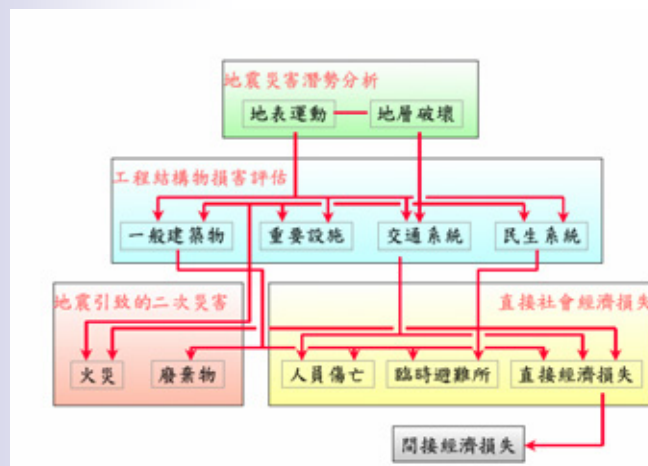 地震災害潛勢分析
地表運動 地層破壞
工程結構物損害評估
一般建築物 重要設施 交通系統 民生系統
地震引致的二次災害 直接社會經濟損失
火災 廢棄物 人員傷亡 臨時避難所 直接經濟損失
間接經濟損失